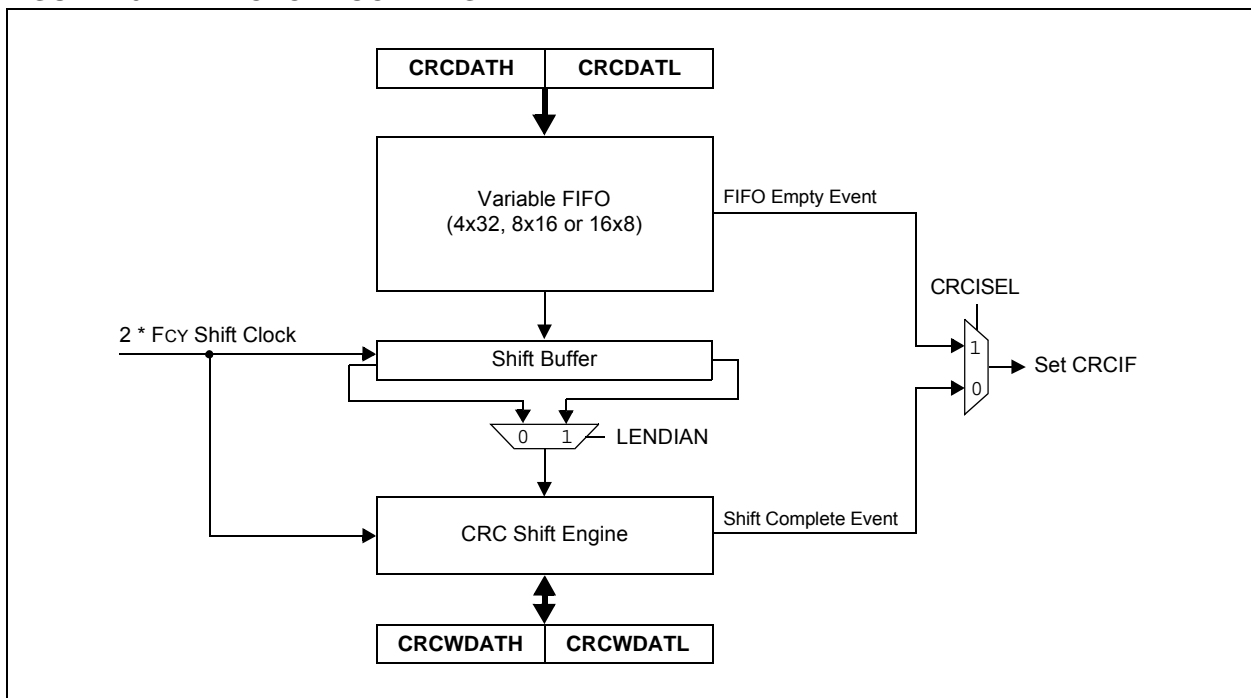 CRCDATH CRCDATL
Variable FIFO
(4x32, 8x16 or 16x8)
FIFO Empty Event
CRCISEL
2 * FCY Shift Clock
1
Set CRCIF
Shift Buffer
0
0 1
LENDIAN
Shift Complete Event
CRC Shift Engine
CRCWDATH CRCWDATL